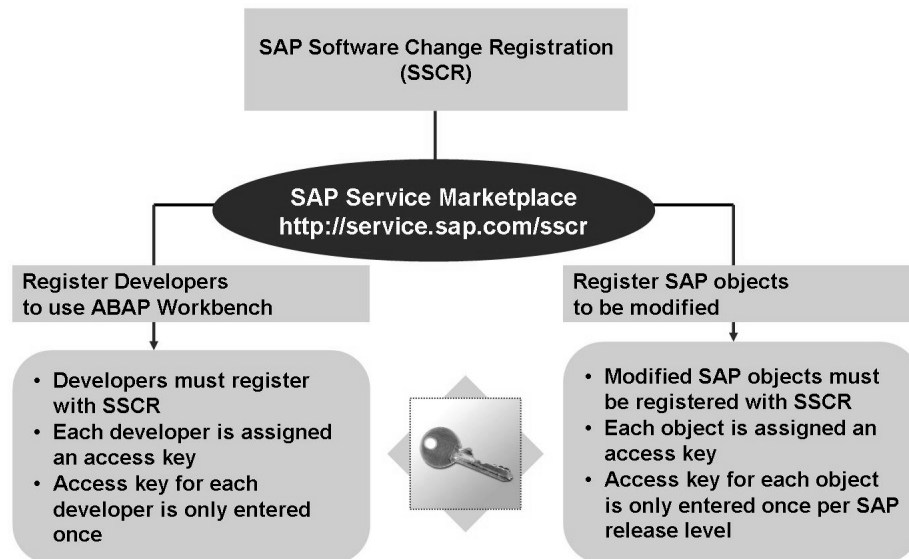 SAP Software Change Registration
(SSCR)
SAP Service Marketplace
http://service.sap.com/sscr
Register Developers
to use ABAP Workbench
• Developers must register
with SSCR
• Each developer is assigned
an access key
• Access key for each
developer is only entered
once
Register SAP objects
to be modified
• Modified SAP objects must
be registered with SSCR
• Each object is assigned an
access key
• Access key for each object
is only entered once per SAP
release level